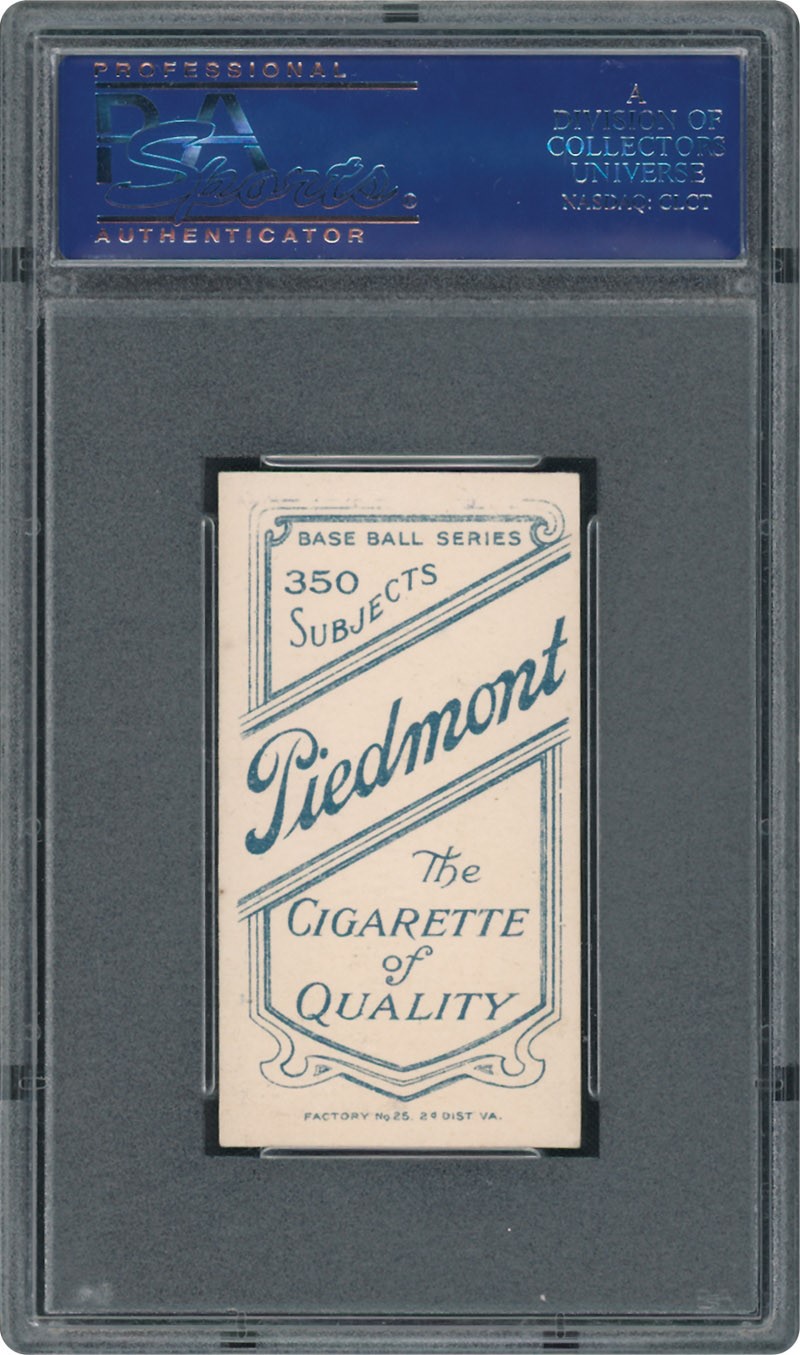 PROFESSIONAL
PSA
Sports
AUTHENTICATOR
A
DIVISION OF
COLLECTORS
UNIVERSE
NASDAQ: CLCT
BASE BALL SERIES
350
SUBJECTS
Piedmont
The
CIGARETTE
of
QUALITY
FACTORY No 25. 2d DIST VA.